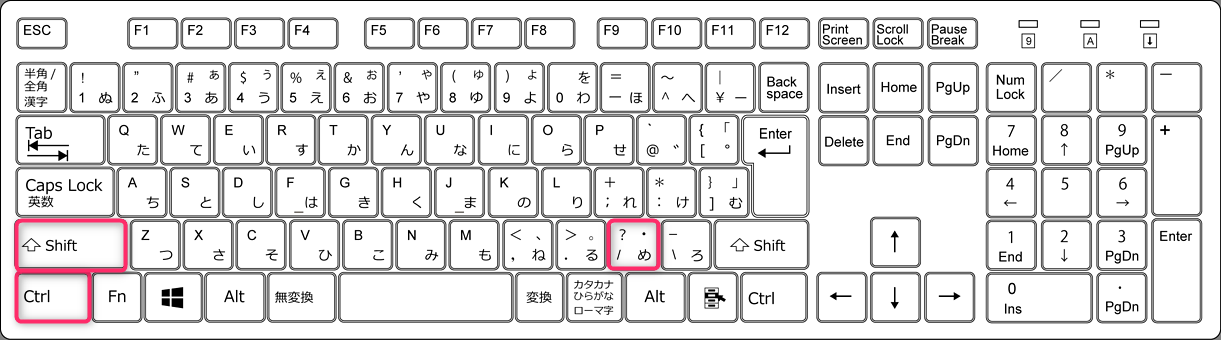 ESC F1 F2 F3 F4 F5 F6 F7 F8 F9 F10 F11 F12 Print Screen Scroll Lock Pause Break 9 A ⬇
半角/全角 漢字 ! 1 ぬ " 2 ふ # ぁ 3 あ $ ぅ 4 う % ぇ 5 え & ぉ 6 お ' ゃ 7 や ( ゅ 8 ゆ ) ょ 9 よ を 0 わ = － ほ ～ ^ へ | ¥ ー Back space Insert Home PgUp Num Lock ／ ＊ －
Tab Q た W て E い R す T か Y ん U な I に O ら P せ ` @ ゛ { 「 [ ゜ Enter Delete End PgDn 7 Home 8 ↑ 9 PgUp +
Caps Lock 英数 A ち S と D し F _ は G き H く J _ ま K の L り + ; れ * : け } 」 ] む 4 ← 5 6 →
Shift Z つ X さ C そ V ひ B こ N み M も < 、 , ね > 。 . る ? ・ / め _ \ ろ Shift ↑ 1 End 2 ↓ 3 PgDn Enter
Ctrl Fn Alt 無変換 変換 カタカナ ひらがな ローマ字 Alt Ctrl ← ↓ → 0 Ins . PgDn